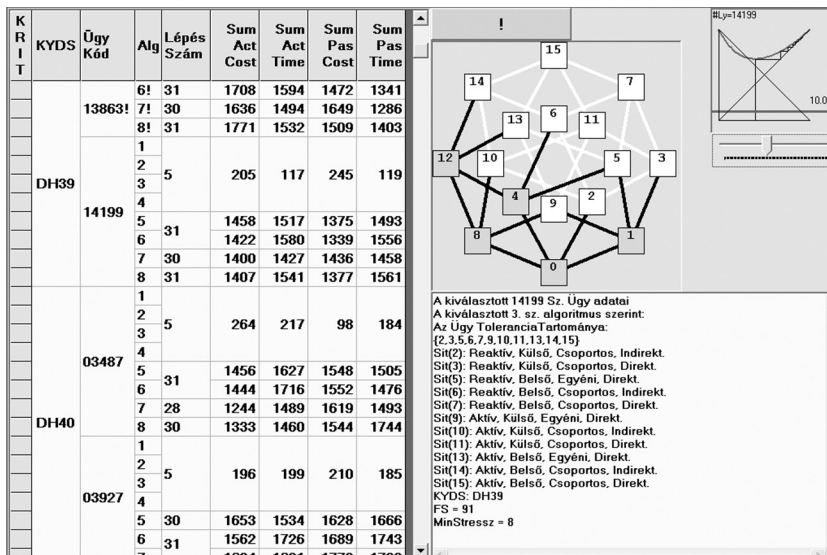 K R I T KYDS Ügy Kód Alg Lépés Szám Sum Act Cost Sum Act Time Sum Pas Cost Sum Pas Time
DH39
13863!
6! 31 1708 1594 1472 1341
7! 30 1636 1494 1649 1286
8! 31 1771 1532 1509 1403
14199
1
2
3
4
5 205 117 245 119
5 31 1458 1517 1375 1493
6 1422 1580 1339 1556
7 30 1400 1427 1436 1458
8 31 1407 1541 1377 1561
DH40
03487
1
2
3
4
5 264 217 98 184
5 31 1456 1627 1548 1505
6 1444 1716 1552 1476
7 28 1244 1489 1619 1493
8 30 1333 1460 1544 1744
03927
1
2
3
4
5 196 199 210 185
5 30 1653 1534 1628 1666
6 31 1562 1726 1689 1743
!
15
14 7
13 6 11
12 10 5 3
4 9 2
8 1
0
#Ly=14199
10.0
A kiválasztott 14199 Sz. Ügy adatai
A kiválasztott 3. sz. algoritmus szerint:
Az Ügy ToleranciaTartománya:
{2,3,5,6,7,9,10,11,13,14,15}
Sit(2): Reaktív, Külső, Csoportos, Indirekt.
Sit(3): Reaktív, Külső, Csoportos, Direkt.
Sit(5): Reaktív, Belső, Egyéni, Direkt.
Sit(6): Reaktív, Belső, Csoportos, Indirekt.
Sit(7): Reaktív, Belső, Csoportos, Direkt.
Sit(9): Aktív, Külső, Egyéni, Direkt.
Sit(10): Aktív, Külső, Csoportos, Indirekt.
Sit(11): Aktív, Külső, Csoportos, Direkt.
Sit(13): Aktív, Belső, Egyéni, Direkt.
Sit(14): Aktív, Belső, Csoportos, Indirekt.
Sit(15): Aktív, Belső, Csoportos, Direkt.
KYDS: DH39
FS = 91
MinStressz = 8